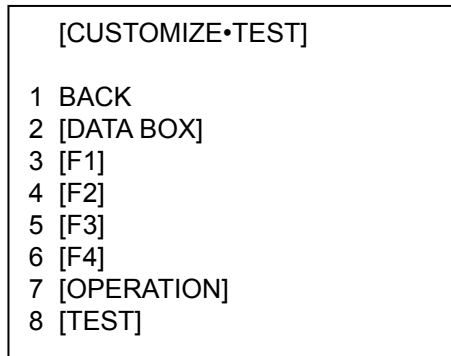 [CUSTOMIZE•TEST]
1 BACK
2 [DATA BOX]
3 [F1]
4 [F2]
5 [F3]
6 [F4]
7 [OPERATION]
8 [TEST]